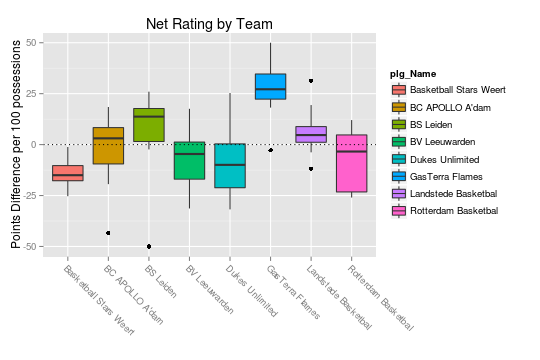 Net Rating by Team
Points Difference per 100 possessions
50
25
0
-25
-50
Basketball Stars Weert
BC APOLLO A'dam
BS Leiden
BV Leeuwarden
Dukes Unlimited
GasTerra Flames
Landstede Basketbal
Rotterdam Basketbal
plg_Name
Basketball Stars Weert
BC APOLLO A'dam
BS Leiden
BV Leeuwarden
Dukes Unlimited
GasTerra Flames
Landstede Basketbal
Rotterdam Basketbal